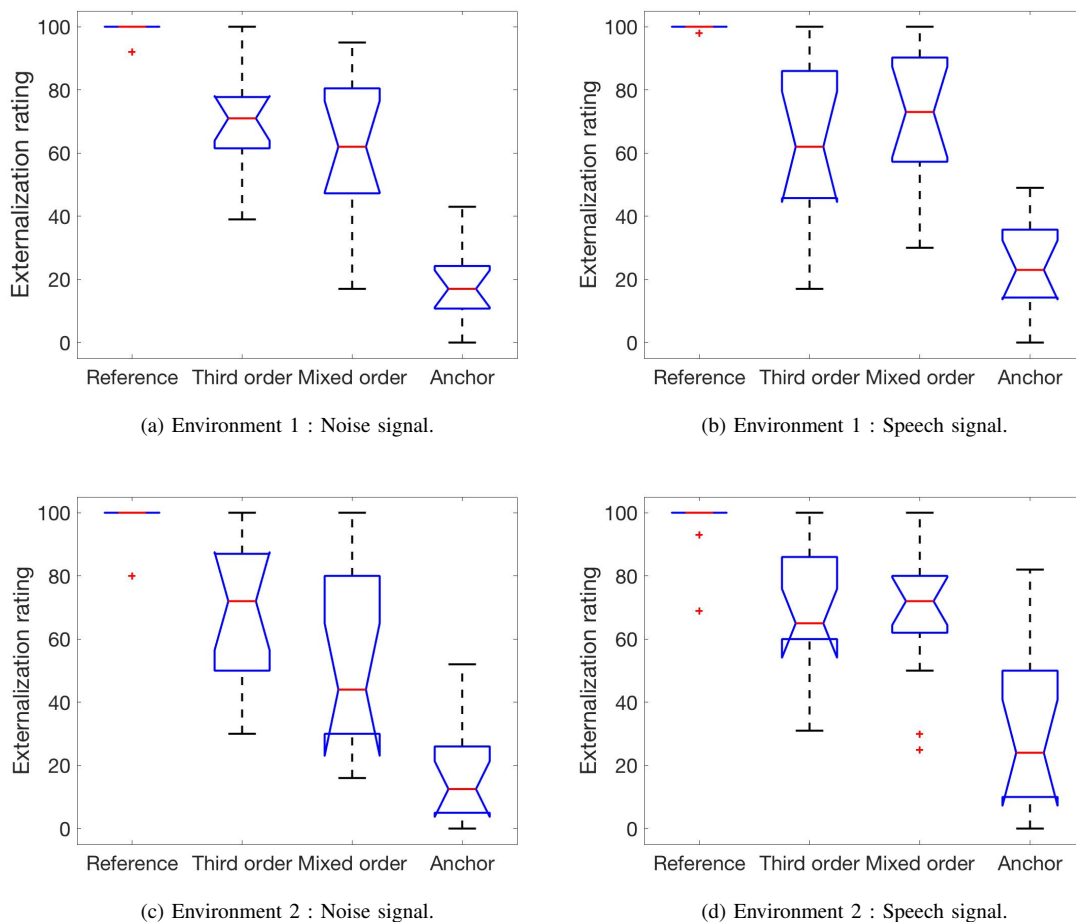 Externalization rating
100
80
60
40
20
0
Reference Third order Mixed order Anchor
(a) Environment 1 : Noise signal.
Externalization rating
100
80
60
40
20
0
Reference Third order Mixed order Anchor
(b) Environment 1 : Speech signal.
Externalization rating
100
80
60
40
20
0
Reference Third order Mixed order Anchor
(c) Environment 2 : Noise signal.
Externalization rating
100
80
60
40
20
0
Reference Third order Mixed order Anchor
(d) Environment 2 : Speech signal.